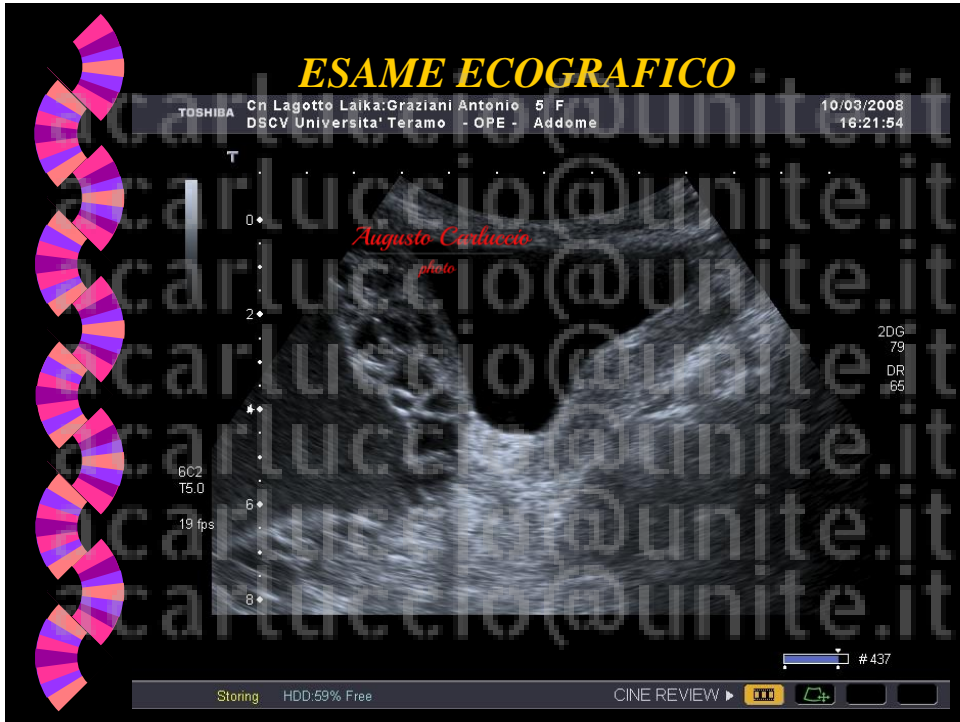 ESAME ECOGRAFICO
TOSHIBA
Cn Lagotto Laika:Graziani Antonio 5 F
10/03/2008
DSCV Universita' Teramo - OPE - Addome
16:21:54
T
0
Augusto Carluccio
photo
2
2DG
79
DR
65
6C2
T5.0
6
19 fps
8
#437
Storing HDD:59% Free
CINE REVIEW
acarluccio@unite.it
acarluccio@unite.it
acarluccio@unite.it
acarluccio@unite.it
acarluccio@unite.it
acarluccio@unite.it
acarluccio@unite.it